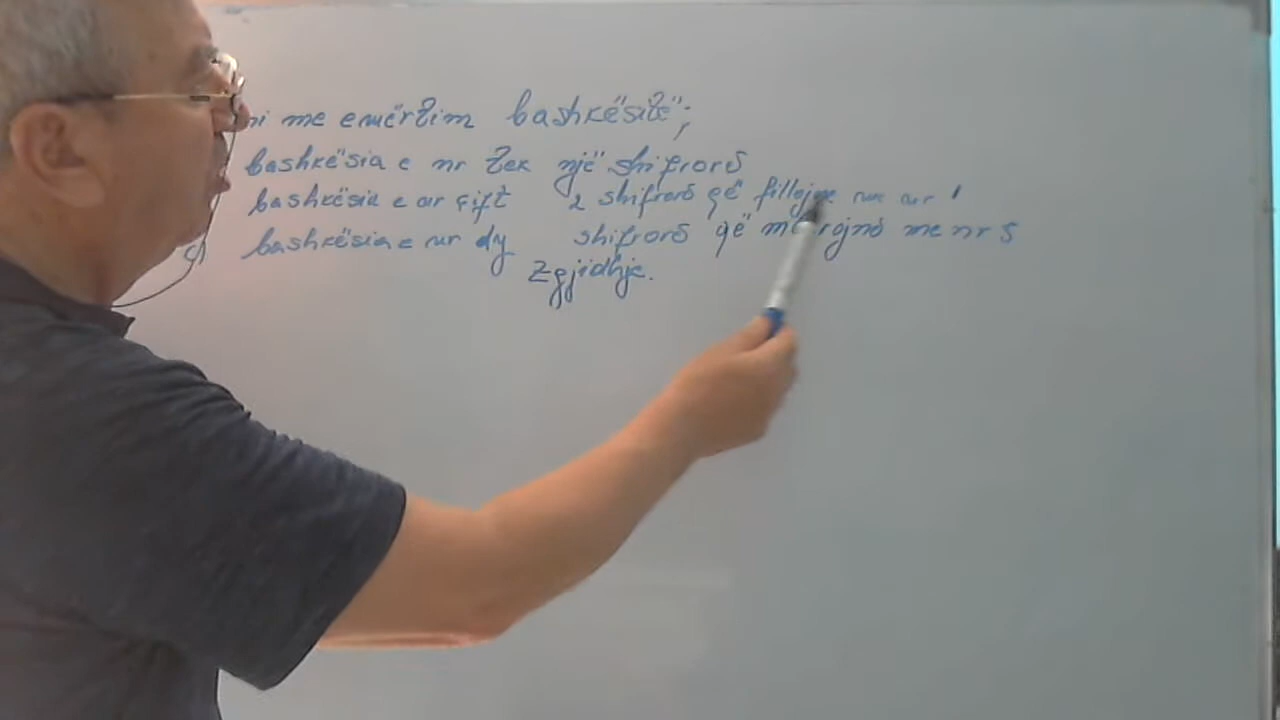 ni me emërtim bashkësitë;
bashkësia e nr tek një shifrorë
bashkësia e nr çift 2 shifrorë që fillojnë me nr 1
bashkësia e nr dy shifrorë që mbarojnë me nr 5
Zgjidhje.